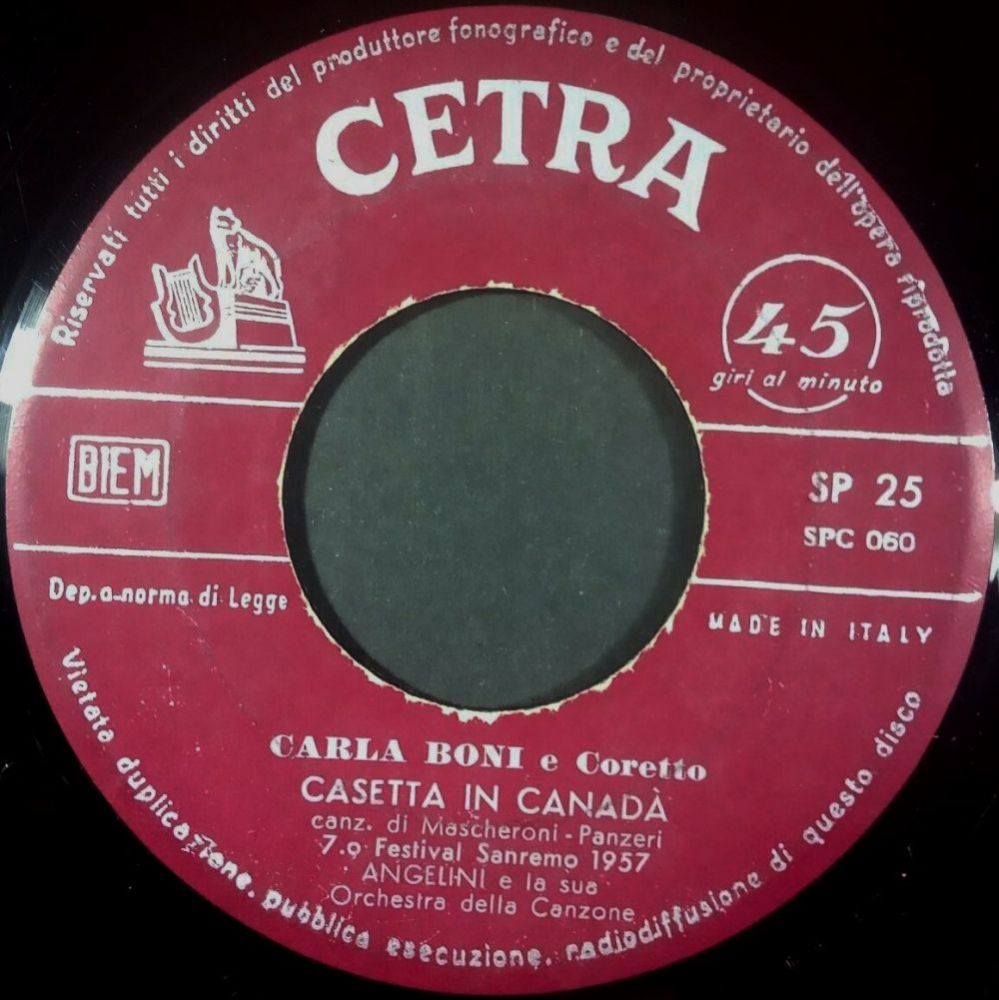 Riservati tutti i diritti del produttore fonografico e del proprietario dell'opera riprodotta
CETRA
45
giri al minuto
BIEM
SP 25
SPC 060
Dep. a norma di Legge
MADE IN ITALY
CARLA BONI e Coretto
CASETTA IN CANADÀ
canz. di Mascheroni - Panzeri
7.o Festival Sanremo 1957
ANGELINI e la sua
Orchestra della Canzone
Vietata duplicazione, pubblica esecuzione, radiodiffusione di questo disco